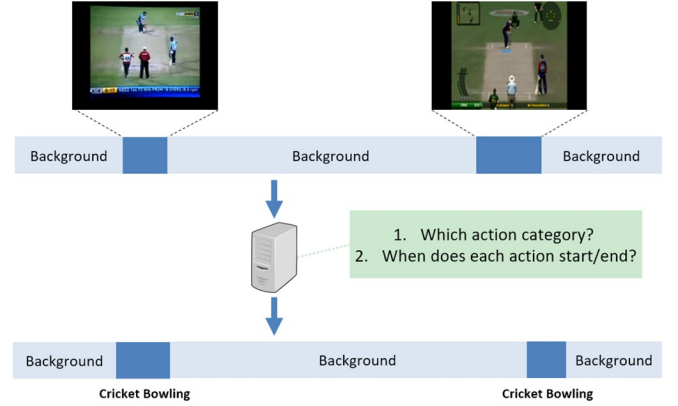 Background
Background
Background
1. Which action category?
2. When does each action start/end?
Background
Background
Background
Cricket Bowling
Cricket Bowling